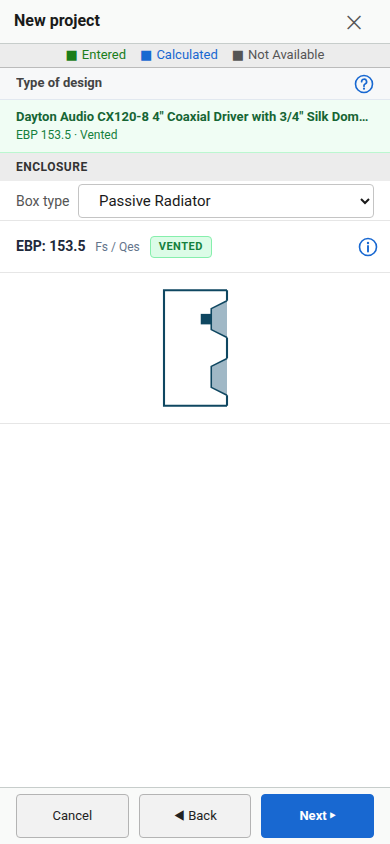 New project
Entered Calculated Not Available
Type of design
Dayton Audio CX120-8 4" Coaxial Driver with 3/4" Silk Dom...
EBP 153.5 · Vented
ENCLOSURE
Box type Passive Radiator
EBP: 153.5 Fs / Qes VENTED
Cancel ◀ Back Next ▸